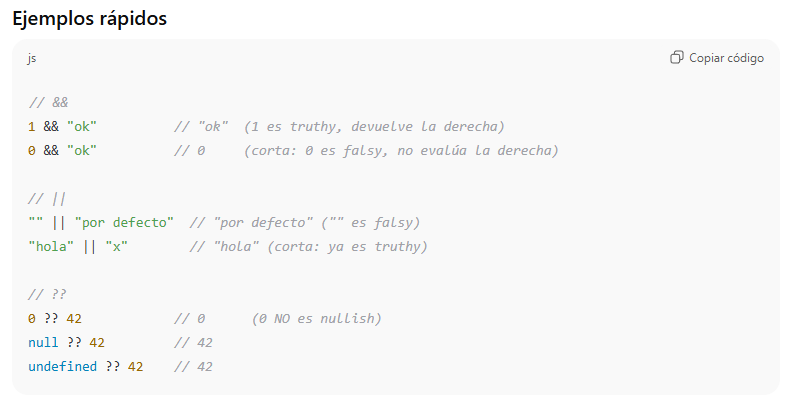 Ejemplos rápidos
js
Copiar código
// &&
1 && "ok"          // "ok"  (1 es truthy, devuelve la derecha)
0 && "ok"          // 0     (corta: 0 es falsy, no evalúa la derecha)
// ||
"" || "por defecto"  // "por defecto" ("" es falsy)
"hola" || "x"        // "hola" (corta: ya es truthy)
// ??
0 ?? 42            // 0      (0 NO es nullish)
null ?? 42         // 42
undefined ?? 42    // 42